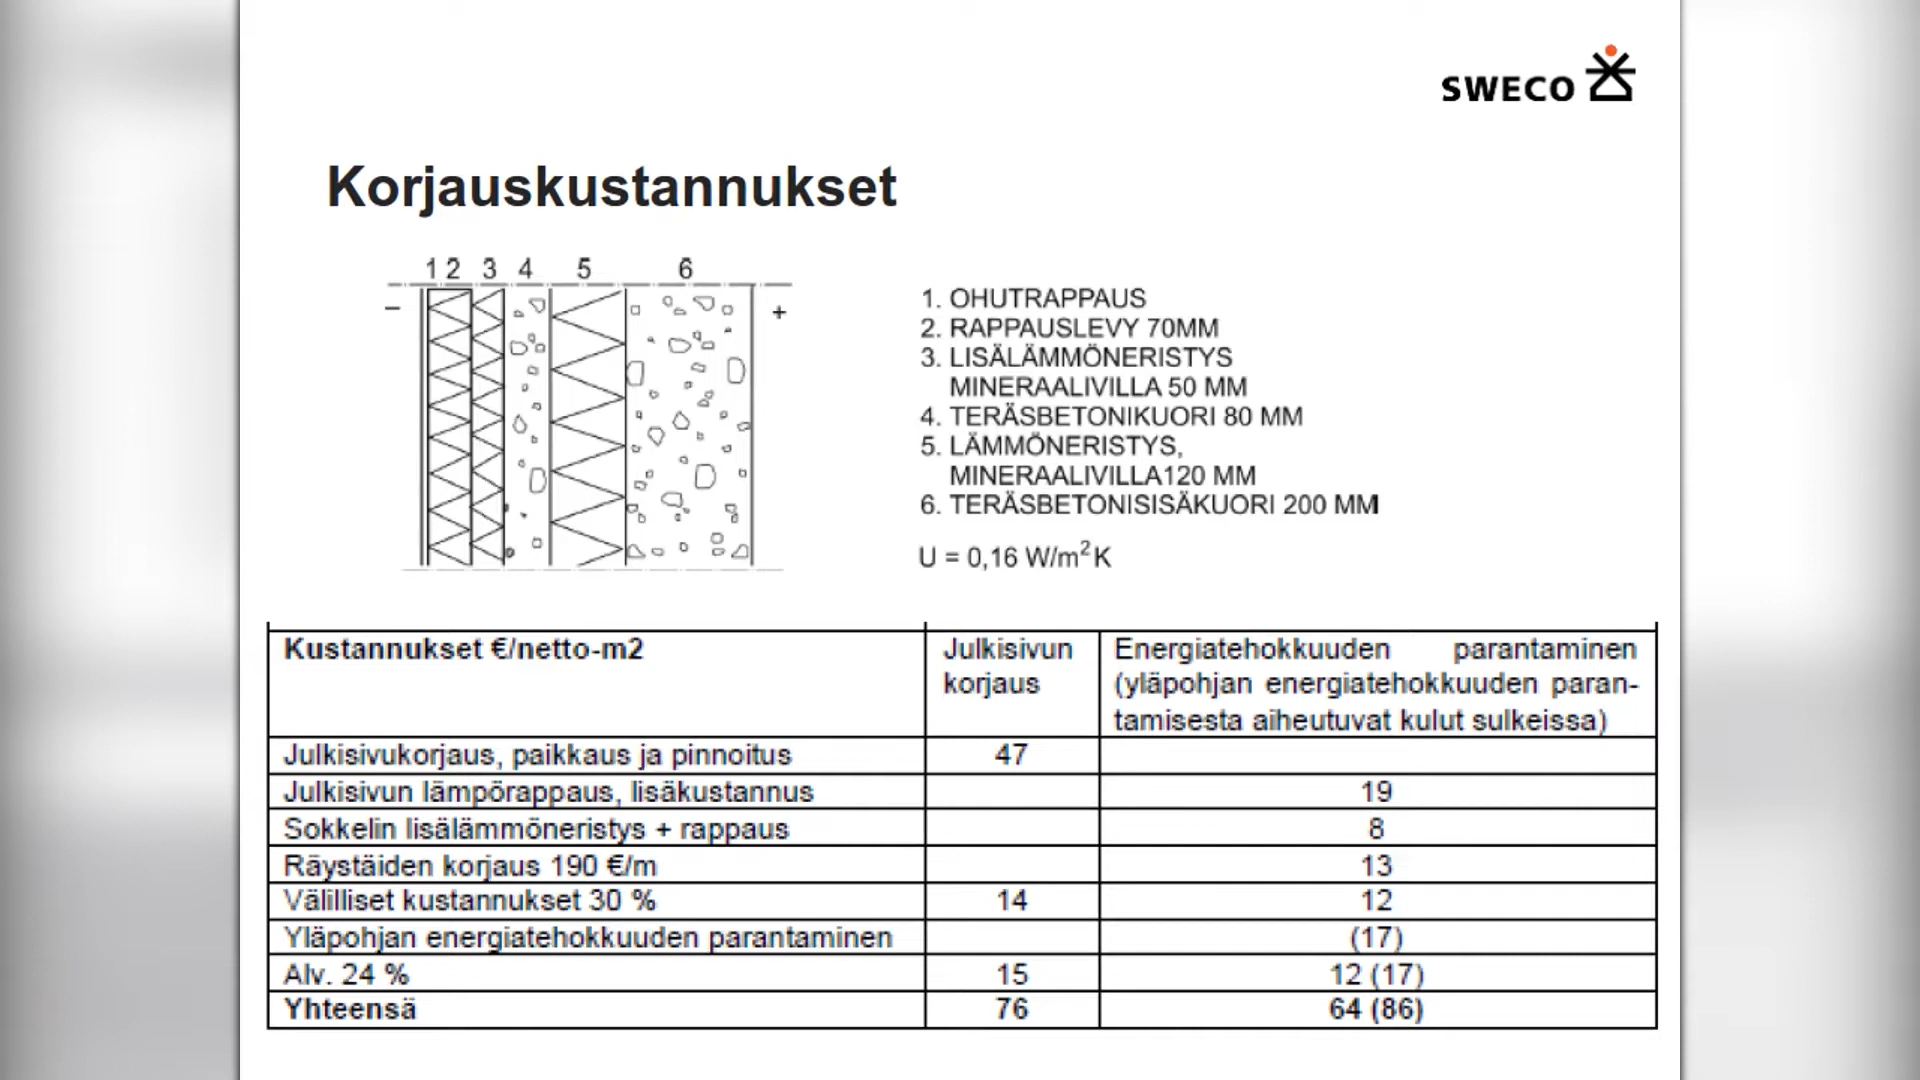 SWECO
Korjauskustannukset
1 2 3 4 5 6
– +
1. OHUTRAPPAUS
2. RAPPAUSLEVY 70MM
3. LISÄLÄMMÖNERISTYS
MINERAALIVILLA 50 MM
4. TERÄSBETONIKUORI 80 MM
5. LÄMMÖNERISTYS,
MINERAALIVILLA120 MM
6. TERÄSBETONISISÄKUORI 200 MM
U = 0,16 W/m²K
Kustannukset €/netto-m2 Julkisivun Energiatehokkuuden parantaminen
korjaus (yläpohjan energiatehokkuuden paran-
tamisesta aiheutuvat kulut sulkeissa)
Julkisivukorjaus, paikkaus ja pinnoitus 47
Julkisivun lämpörappaus, lisäkustannus 19
Sokkelin lisälämmöneristys + rappaus 8
Räystäiden korjaus 190 €/m 13
Välilliset kustannukset 30 % 14 12
Yläpohjan energiatehokkuuden parantaminen (17)
Alv. 24 % 15 12 (17)
Yhteensä 76 64 (86)